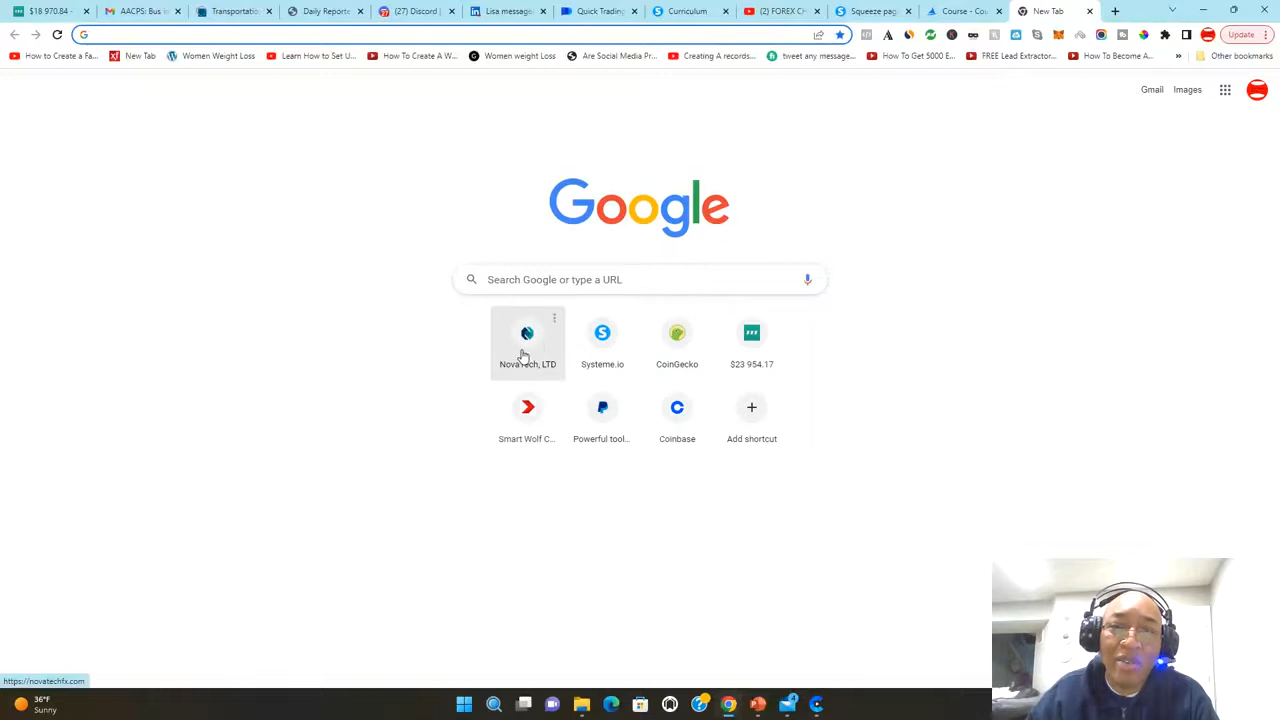 $18 970.84 -
AACPS: Bus i
Transportatio
Daily Reporte
(27) Discord |
Lisa message
Quick Trading
Curriculum
(2) FOREX CH
Squeeze pag
Course - Cou
New Tab
Update
How to Create a Fa...
New Tab
Women Weight Loss
Learn How to Set U...
How To Create A W...
Women weight Loss
Are Social Media Pr...
Creating A records...
tweet any message...
How To Get 5000 E...
FREE Lead Extractor...
How To Become A...
»
Other bookmarks
Gmail
Images
Google
Search Google or type a URL
NovaTech, LTD
Systeme.io
CoinGecko
$23 954.17
Smart Wolf C...
Powerful tool...
Coinbase
Add shortcut
https://novatechfx.com
36°F
Sunny